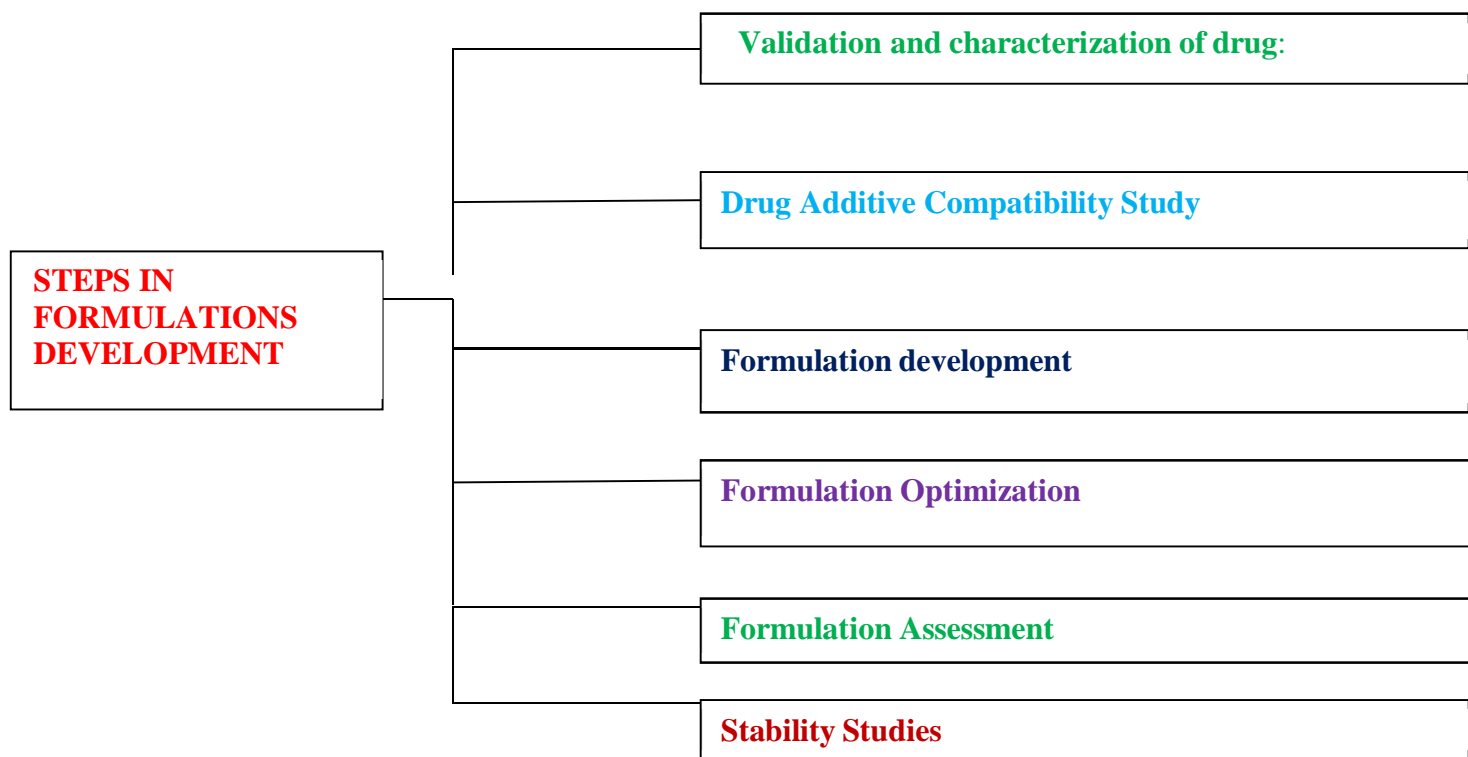 Validation and characterization of drug:
Drug Additive Compatibility Study
STEPS IN
FORMULATIONS
DEVELOPMENT
Formulation development
Formulation Optimization
Formulation Assessment
Stability Studies